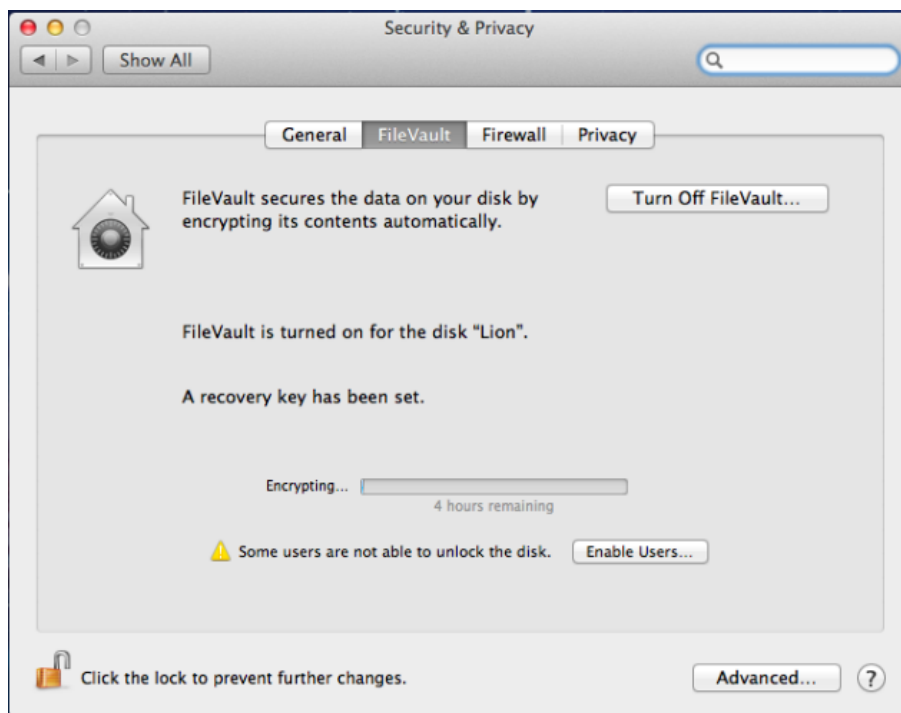 Security & Privacy
Show All
General FileVault Firewall Privacy
FileVault secures the data on your disk by
encrypting its contents automatically.
Turn Off FileVault...
FileVault is turned on for the disk “Lion”.
A recovery key has been set.
Encrypting...
4 hours remaining
Some users are not able to unlock the disk. Enable Users...
Click the lock to prevent further changes. Advanced... ?